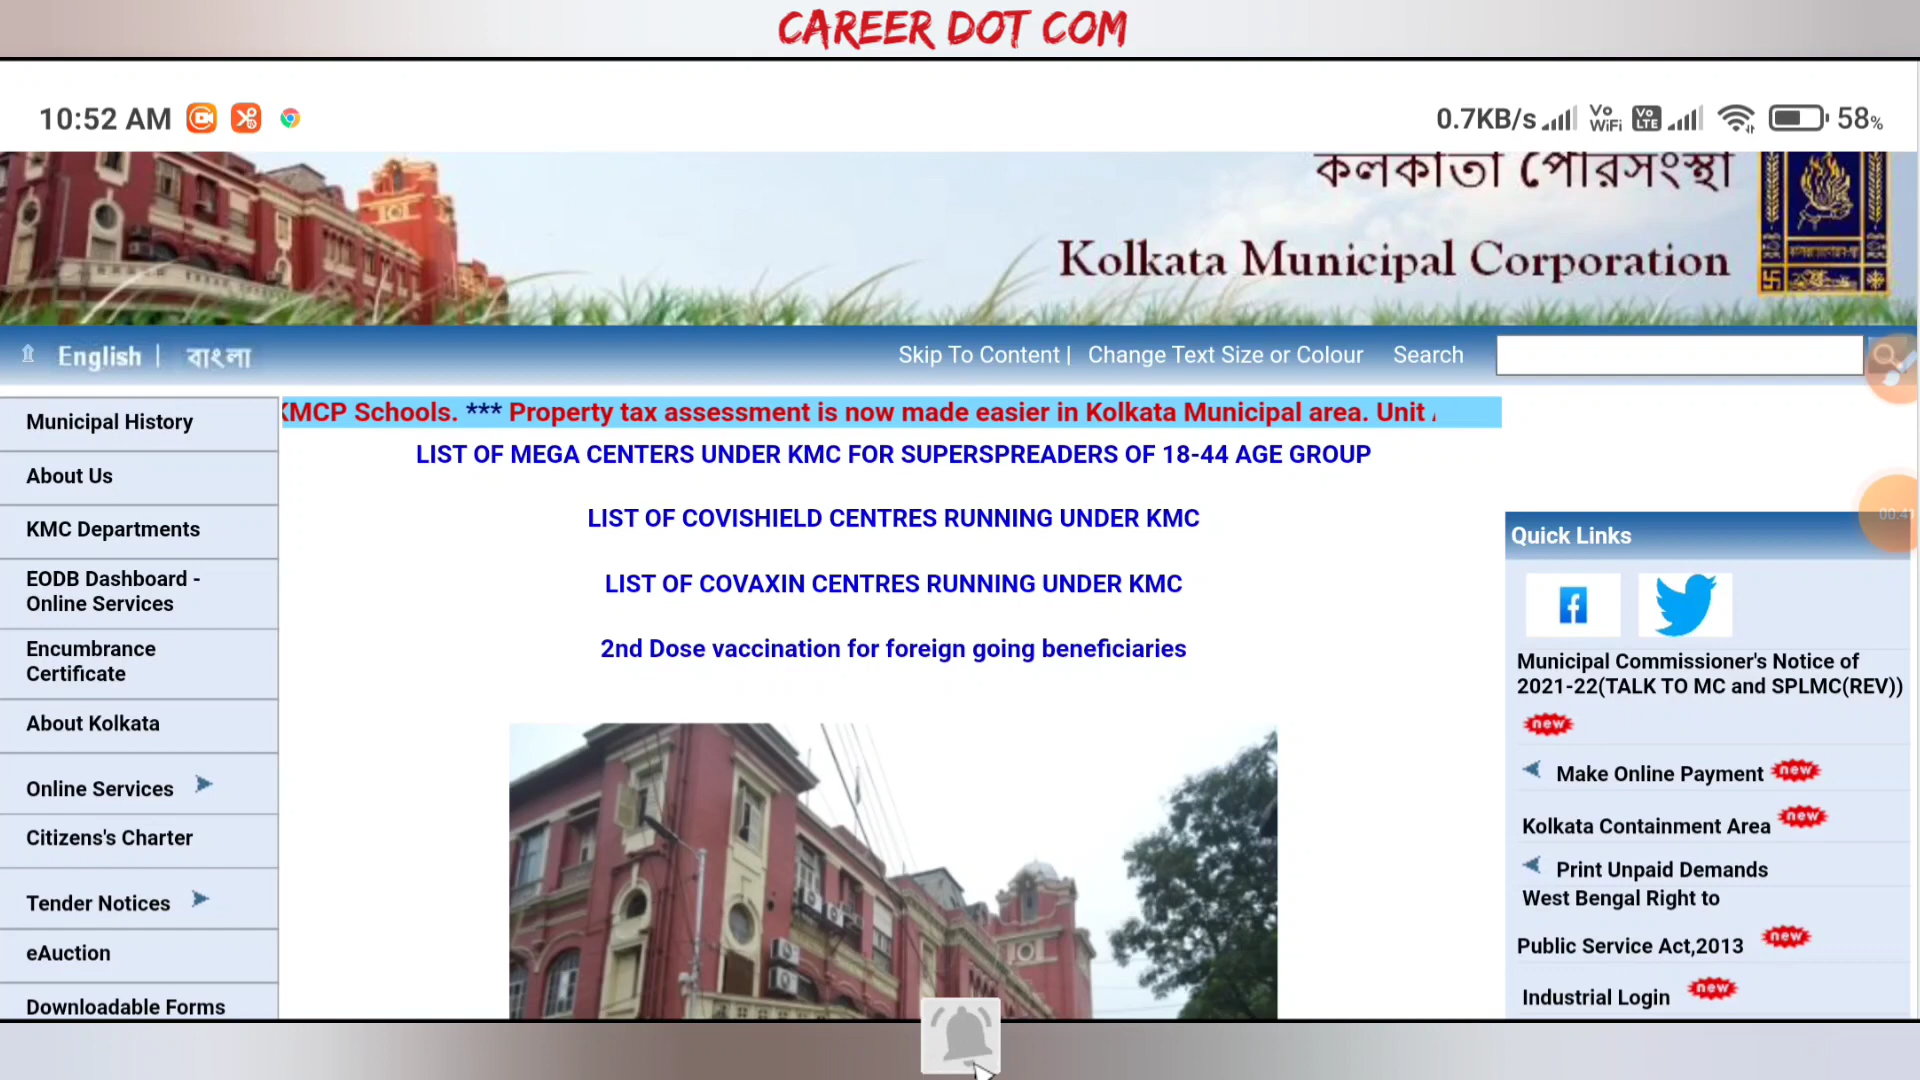 CAREER DOT COM
10:52 AM
0.7KB/s Vo WiFi Vo LTE 58%
কলকাতা পৌরসংস্থা
Kolkata Municipal Corporation
English | বাংলা
Skip To Content | Change Text Size or Colour Search
KMCP Schools. *** Property tax assessment is now made easier in Kolkata Municipal area. Unit
LIST OF MEGA CENTERS UNDER KMC FOR SUPERSPREADERS OF 18-44 AGE GROUP
LIST OF COVISHIELD CENTRES RUNNING UNDER KMC
LIST OF COVAXIN CENTRES RUNNING UNDER KMC
2nd Dose vaccination for foreign going beneficiaries
Municipal History
About Us
KMC Departments
EODB Dashboard -
Online Services
Encumbrance
Certificate
About Kolkata
Online Services
Citizens's Charter
Tender Notices
eAuction
Downloadable Forms
00:41
Quick Links
Municipal Commissioner's Notice of
2021-22(TALK TO MC and SPLMC(REV))
new
Make Online Payment new
Kolkata Containment Area new
Print Unpaid Demands
West Bengal Right to
Public Service Act,2013 new
Industrial Login new